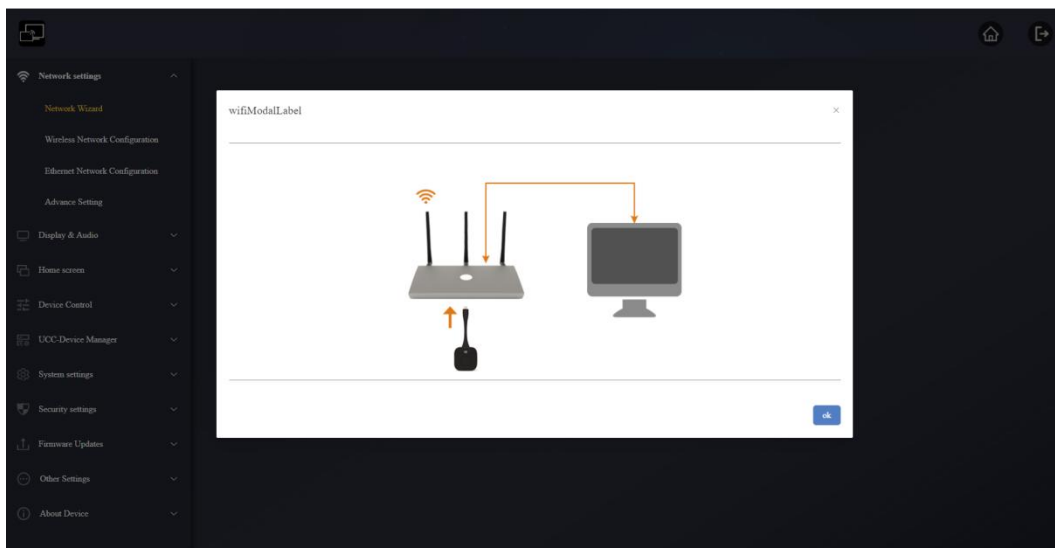 Network settings
Network Wizard
Wireless Network Configuration
Ethernet Network Configuration
Advance Setting
Display & Audio
Home screen
Device Control
UCC-Device Manager
System settings
Security settings
Firmware Updates
Other Settings
About Device
wifiModalLabel
×
ok